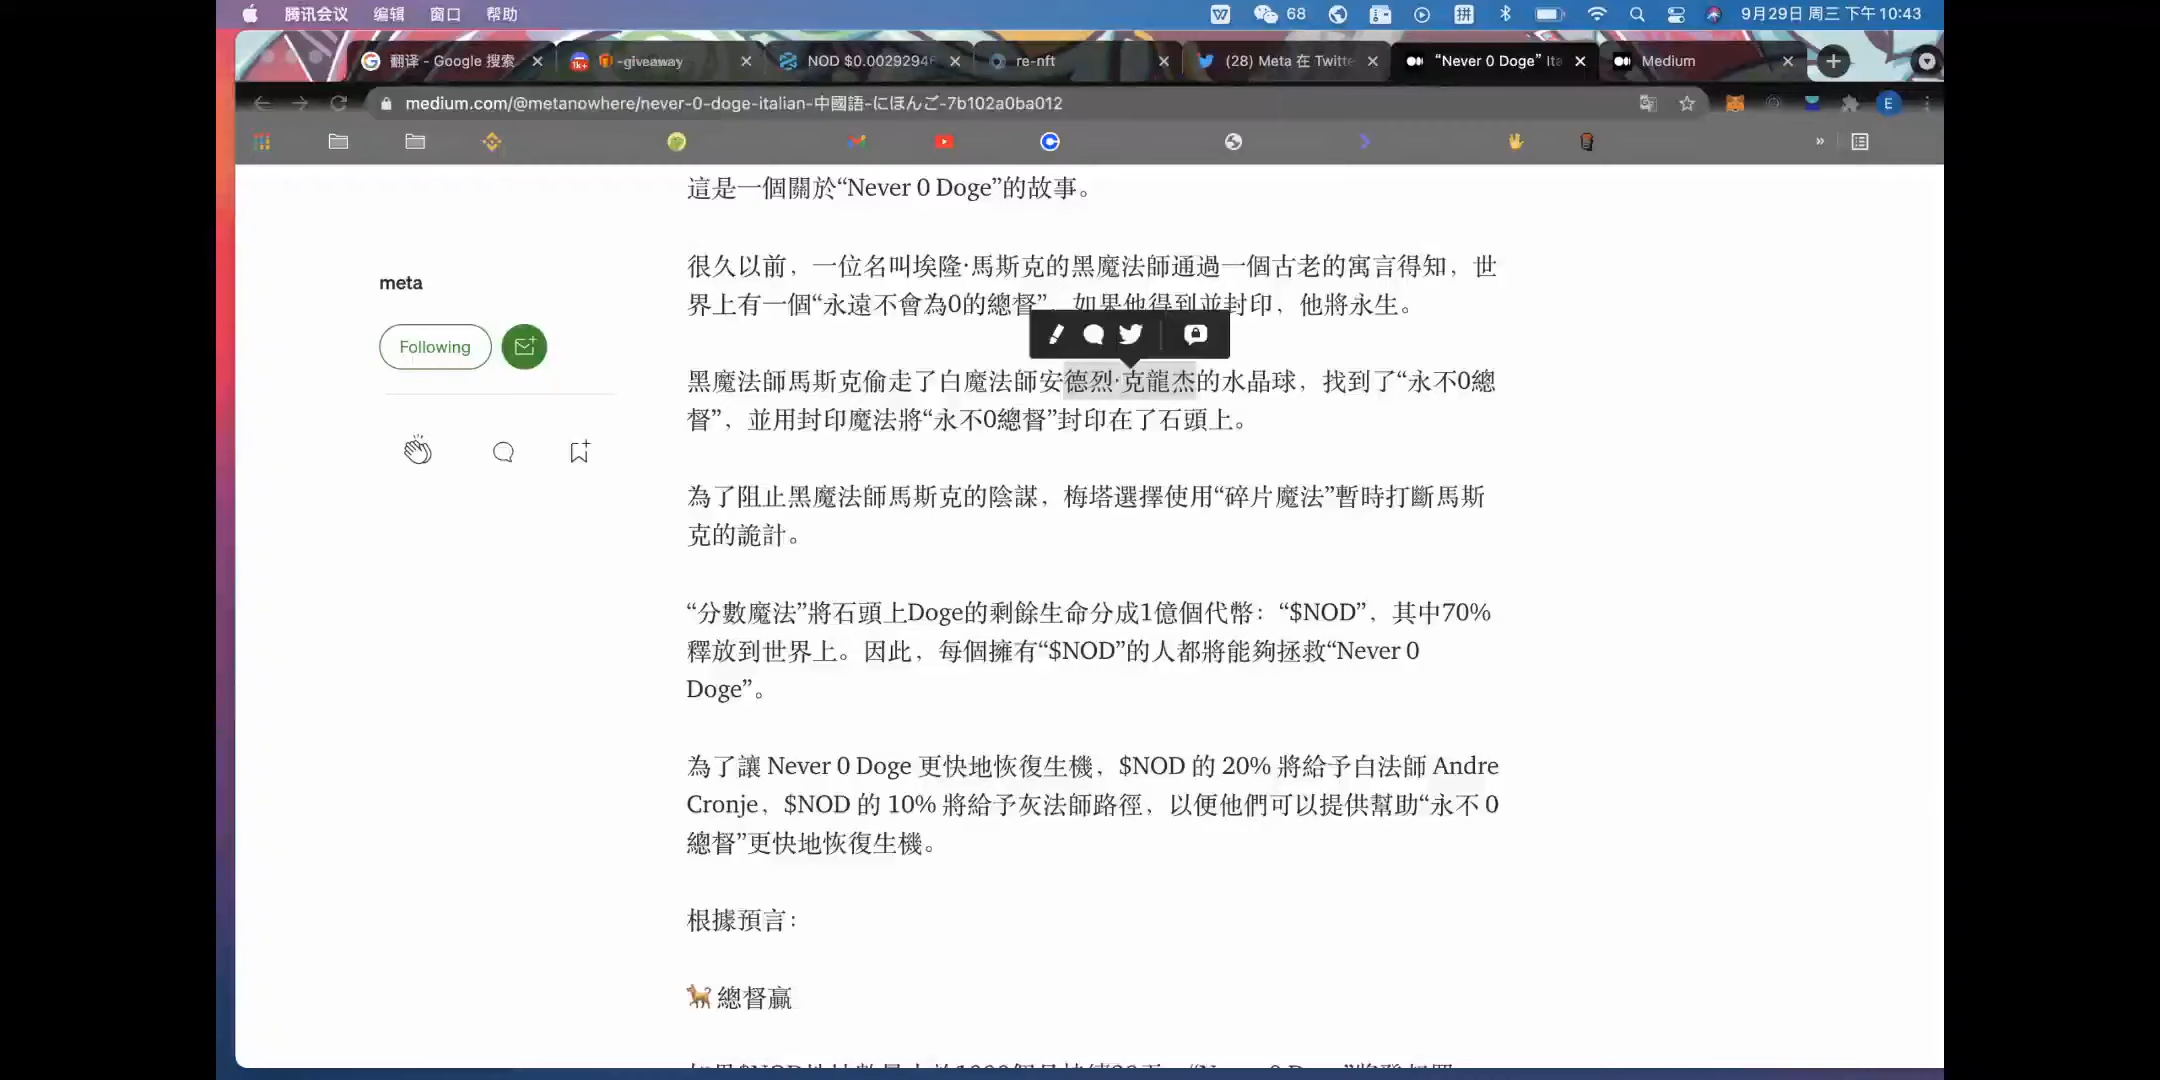 腾讯会议 编辑 窗口 帮助 68 拼 9月29日 周三 下午10:43
翻译 - Google 搜索 1k+ -giveaway NOD $0.0029294 re-nft (28) Meta 在 Twitte “Never 0 Doge” Ita Medium
medium.com/@metanowhere/never-0-doge-italian-中國語-にほんご-7b102a0ba012 E
這是一個關於“Never 0 Doge”的故事。
很久以前，一位名叫埃隆·馬斯克的黑魔法師通過一個古老的寓言得知，世
界上有一個“永遠不會為0的總督”，如果他得到並封印，他將永生。
meta
Following
黑魔法師馬斯克偷走了白魔法師安德烈·克龍杰的水晶球，找到了“永不0總
督”，並用封印魔法將“永不0總督”封印在了石頭上。
為了阻止黑魔法師馬斯克的陰謀，梅塔選擇使用“碎片魔法”暫時打斷馬斯
克的詭計。
“分數魔法”將石頭上Doge的剩餘生命分成1億個代幣：“$NOD”，其中70%
釋放到世界上。因此，每個擁有“$NOD”的人都將能夠拯救“Never 0
Doge”。
為了讓 Never 0 Doge 更快地恢復生機，$NOD 的 20% 將給予白法師 Andre
Cronje，$NOD 的 10% 將給予灰法師路徑，以便他們可以提供幫助“永不 0
總督”更快地恢復生機。
根據預言：
🐕 總督贏